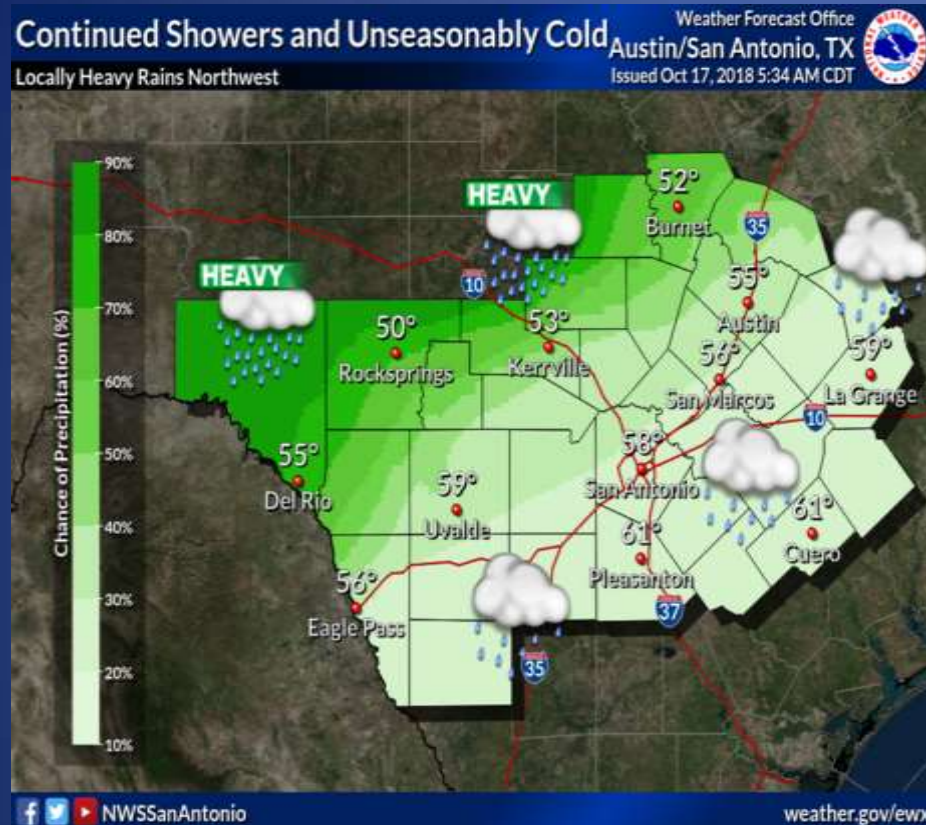 Continued Showers and Unseasonably Cold
Weather Forecast Office
Austin/San Antonio, TX
Locally Heavy Rains Northwest
Issued Oct 17, 2018 5:34 AM CDT
NATIONAL WEATHER SERVICE
Chance of Precipitation (%)
90%
80%
70%
60%
50%
40%
30%
20%
10%
HEAVY
HEAVY
52°
Burnet
35
10
55°
Austin
50°
Rocksprings
53°
Kerrville
56°
San Marcos
59°
La Grange
10
55°
Del Rio
59°
Uvalde
58°
San Antonio
61°
Cuero
61°
Pleasanton
56°
Eagle Pass
37
35
NWSSanAntonio
weather.gov/ewx